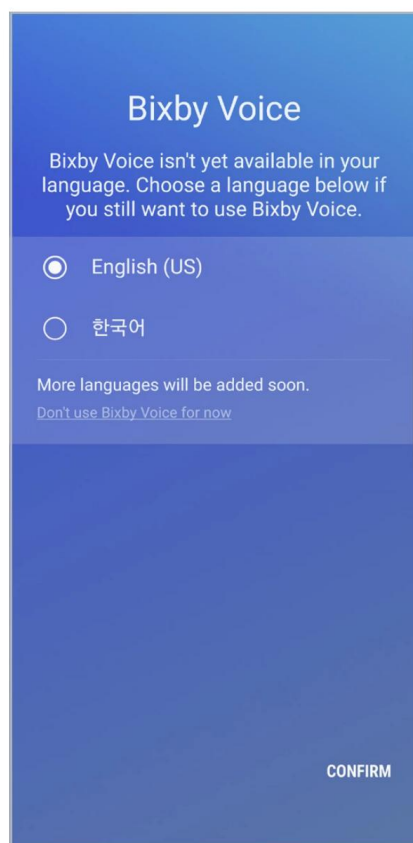 Bixby Voice
Bixby Voice isn't yet available in your
language. Choose a language below if
you still want to use Bixby Voice.
English (US)
한국어
More languages will be added soon.
Don't use Bixby Voice for now
CONFIRM